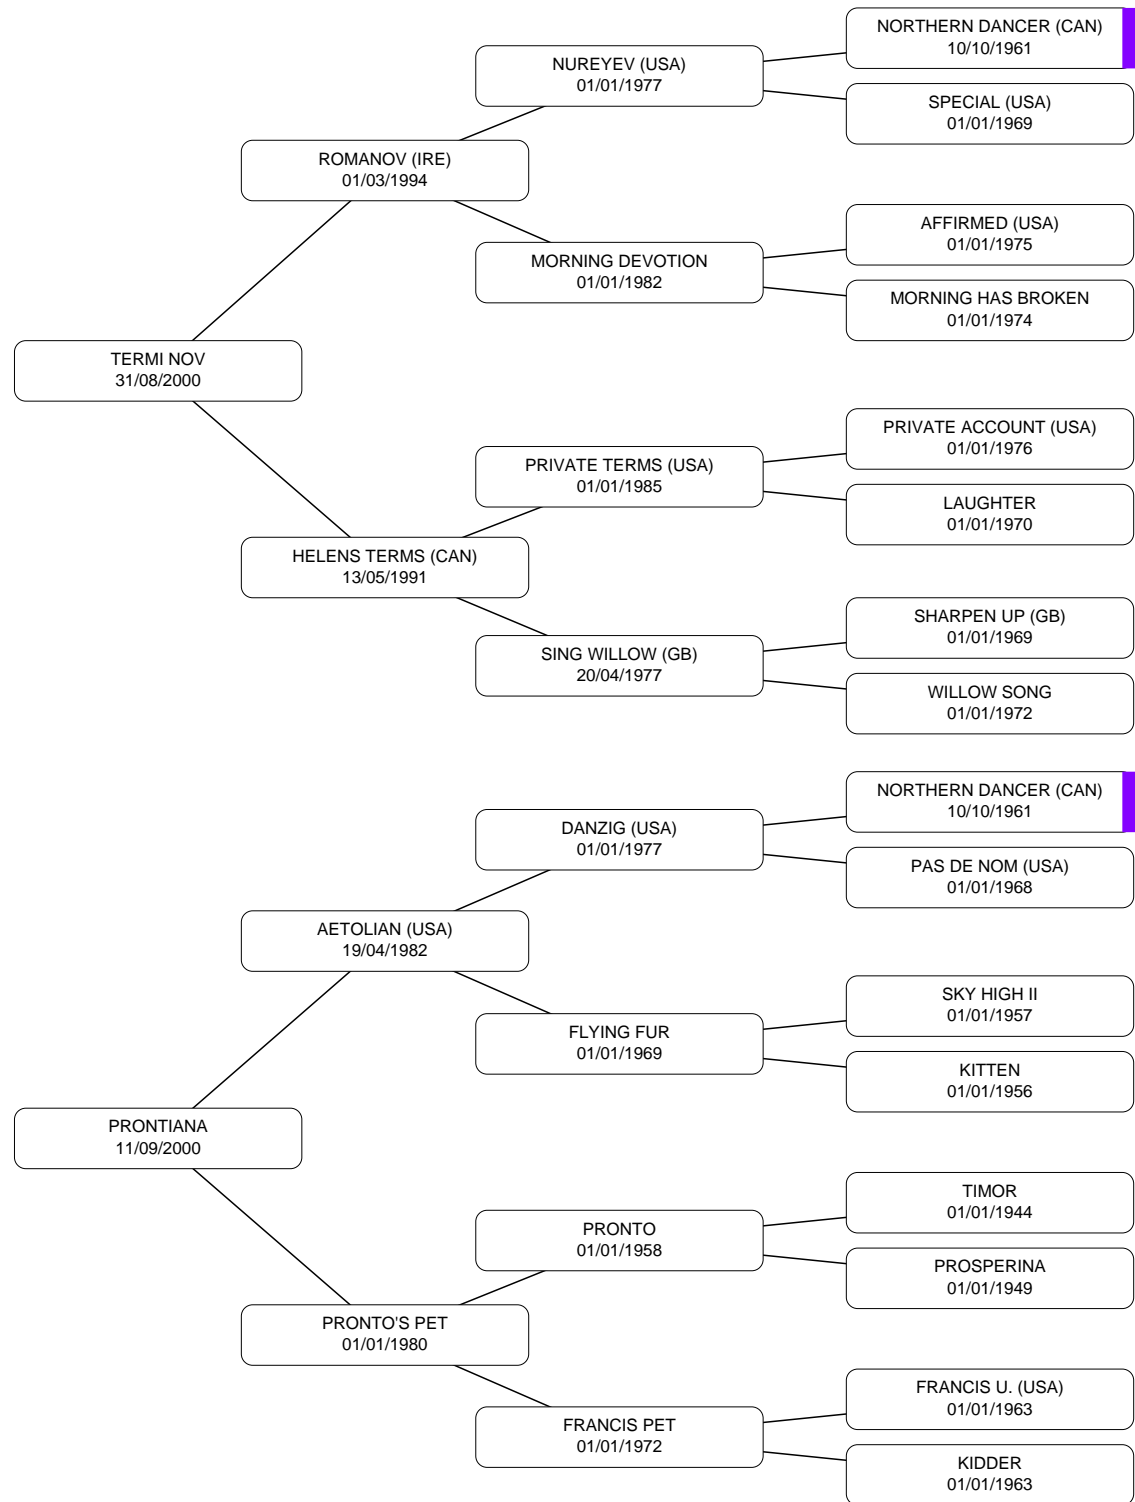 NORTHERN DANCER (CAN)
10/10/1961
NUREYEV (USA)
01/01/1977
SPECIAL (USA)
01/01/1969
ROMANOV (IRE)
01/03/1994
AFFIRMED (USA)
01/01/1975
MORNING DEVOTION
01/01/1982
MORNING HAS BROKEN
01/01/1974
TERMI NOV
31/08/2000
PRIVATE ACCOUNT (USA)
01/01/1976
PRIVATE TERMS (USA)
01/01/1985
LAUGHTER
01/01/1970
HELENS TERMS (CAN)
13/05/1991
SHARPEN UP (GB)
01/01/1969
SING WILLOW (GB)
20/04/1977
WILLOW SONG
01/01/1972
NORTHERN DANCER (CAN)
10/10/1961
DANZIG (USA)
01/01/1977
PAS DE NOM (USA)
01/01/1968
AETOLIAN (USA)
19/04/1982
SKY HIGH II
01/01/1957
FLYING FUR
01/01/1969
KITTEN
01/01/1956
PRONTIANA
11/09/2000
TIMOR
01/01/1944
PRONTO
01/01/1958
PROSPERINA
01/01/1949
PRONTO'S PET
01/01/1980
FRANCIS U. (USA)
01/01/1963
FRANCIS PET
01/01/1972
KIDDER
01/01/1963